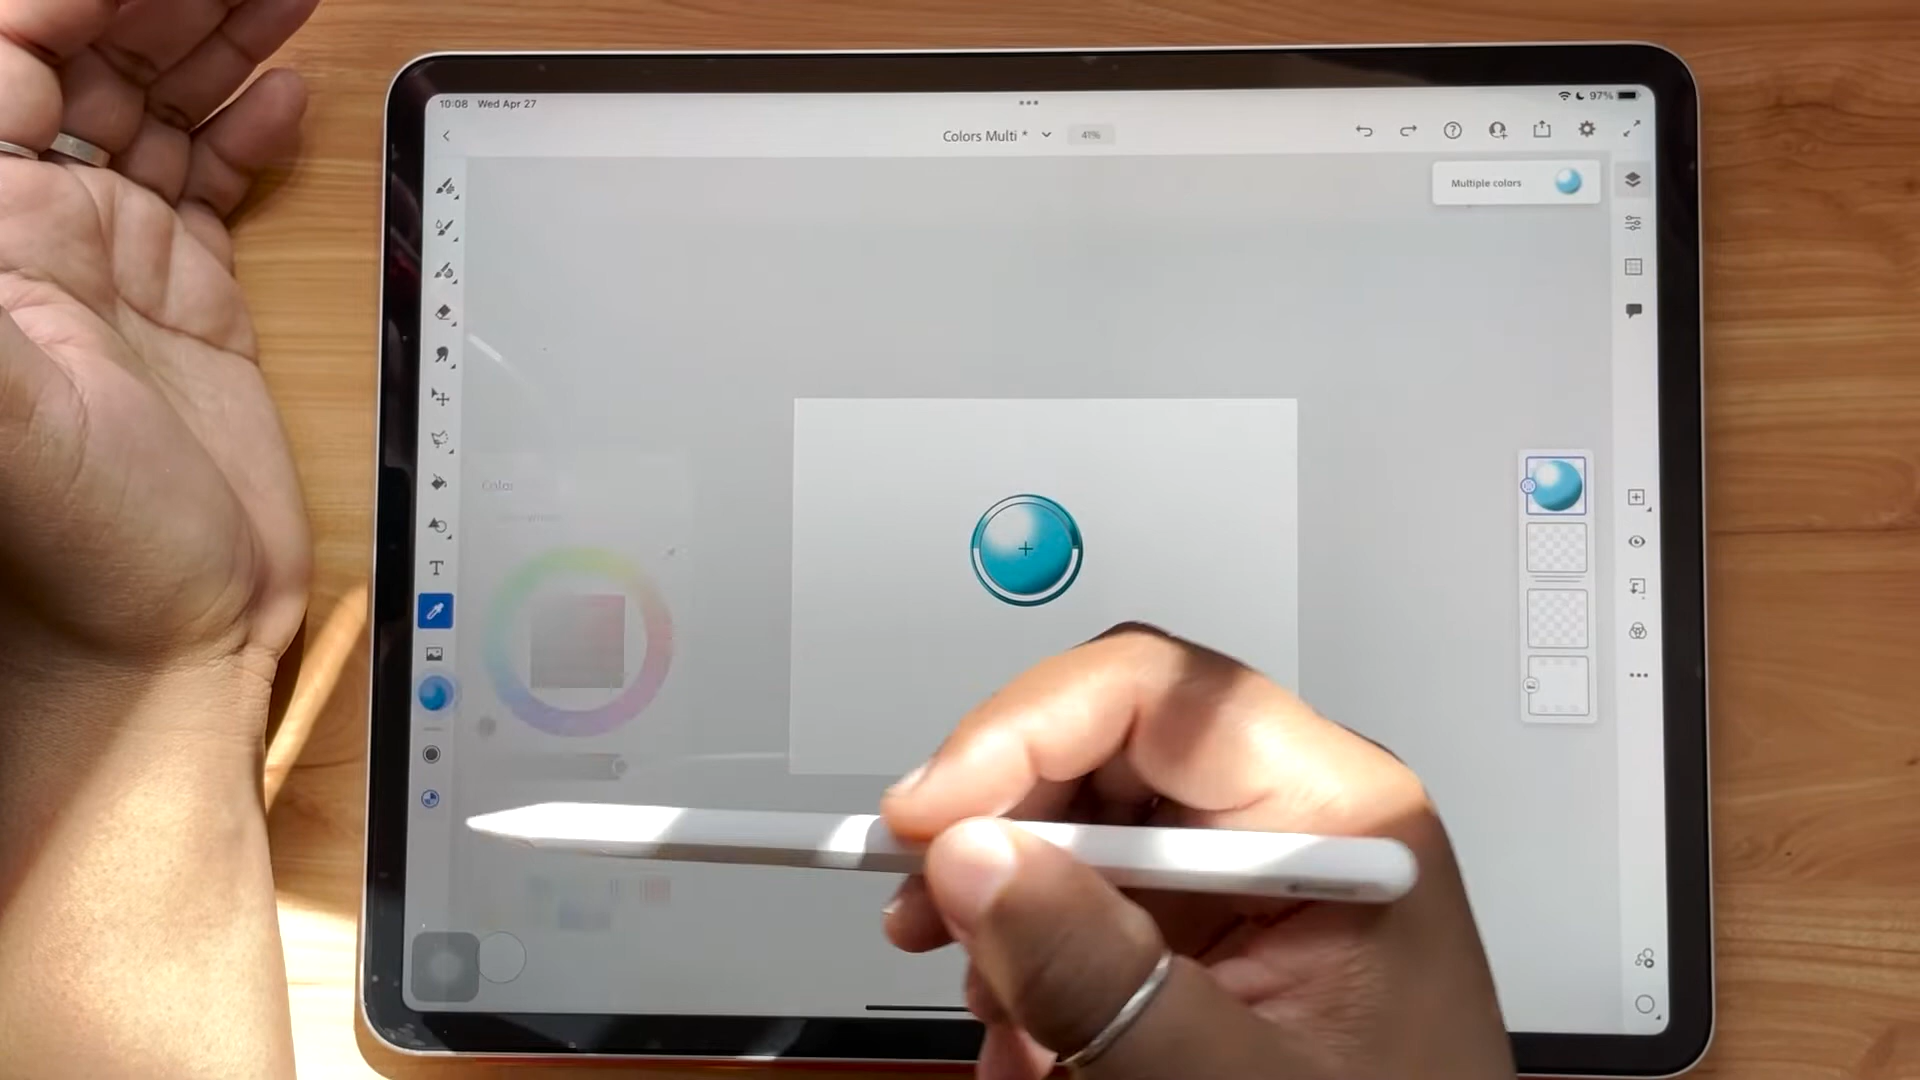 10:08 Wed Apr 27
97%
Colors Multi *
41%
Multiple colors
Color
T